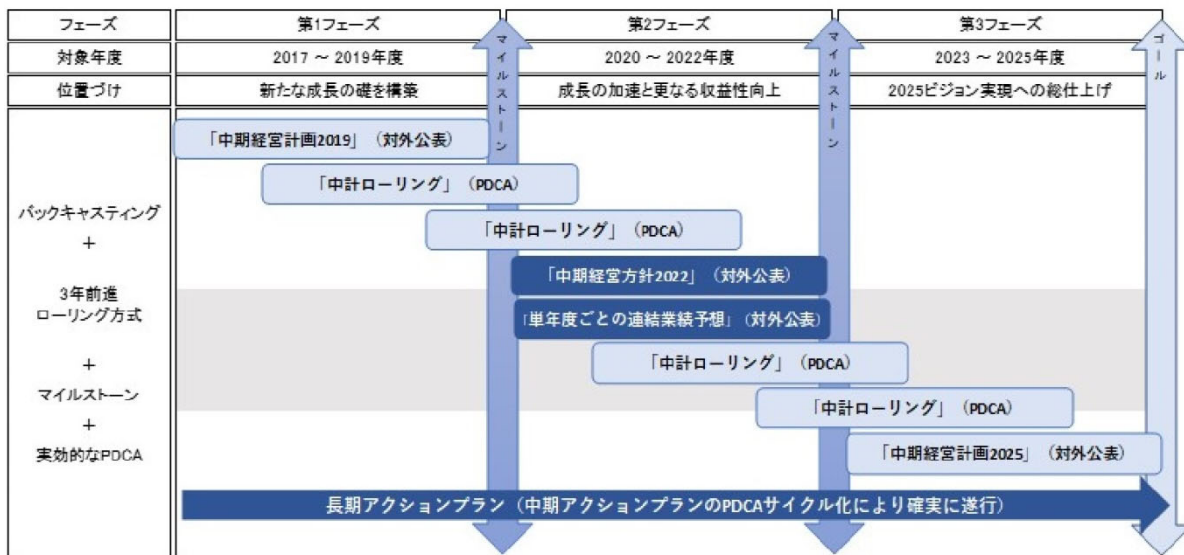 フェーズ
第1フェーズ
第2フェーズ
第3フェーズ
対象年度
2017 ～ 2019年度
2020 ～ 2022年度
2023 ～ 2025年度
位置づけ
新たな成長の礎を構築
成長の加速と更なる収益性向上
2025ビジョン実現への総仕上げ
マイルストーン
マイルストーン
ゴール
バックキャスティング
+
3年前進
ローリング方式
+
マイルストーン
+
実効的なPDCA
「中期経営計画2019」（対外公表）
「中計ローリング」（PDCA）
「中計ローリング」（PDCA）
「中期経営方針2022」（対外公表）
「単年度ごとの連結業績予想」（対外公表）
「中計ローリング」（PDCA）
「中計ローリング」（PDCA）
「中期経営計画2025」（対外公表）
長期アクションプラン（中期アクションプランのPDCAサイクル化により確実に遂行）